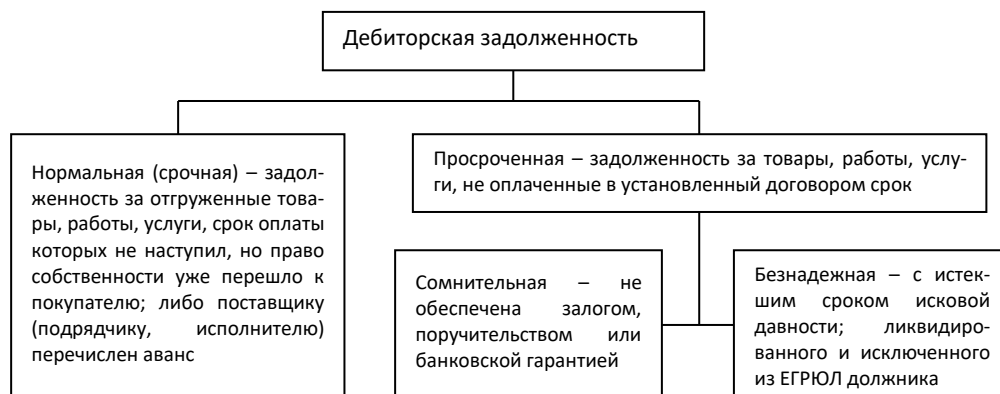 Дебиторская задолженность
Нормальная (срочная) – задол-
женность за отгруженные това-
ры, работы, услуги, срок оплаты
которых не наступил, но право
собственности уже перешло к
покупателю; либо поставщику
(подрядчику, исполнителю)
перечислен аванс
Просроченная – задолженность за товары, работы, услу-
ги, не оплаченные в установленный договором срок
Сомнительная – не
обеспечена залогом,
поручительством или
банковской гарантией
Безнадежная – с истек-
шим сроком исковой
давности; ликвидиро-
ванного и исключенного
из ЕГРЮЛ должника